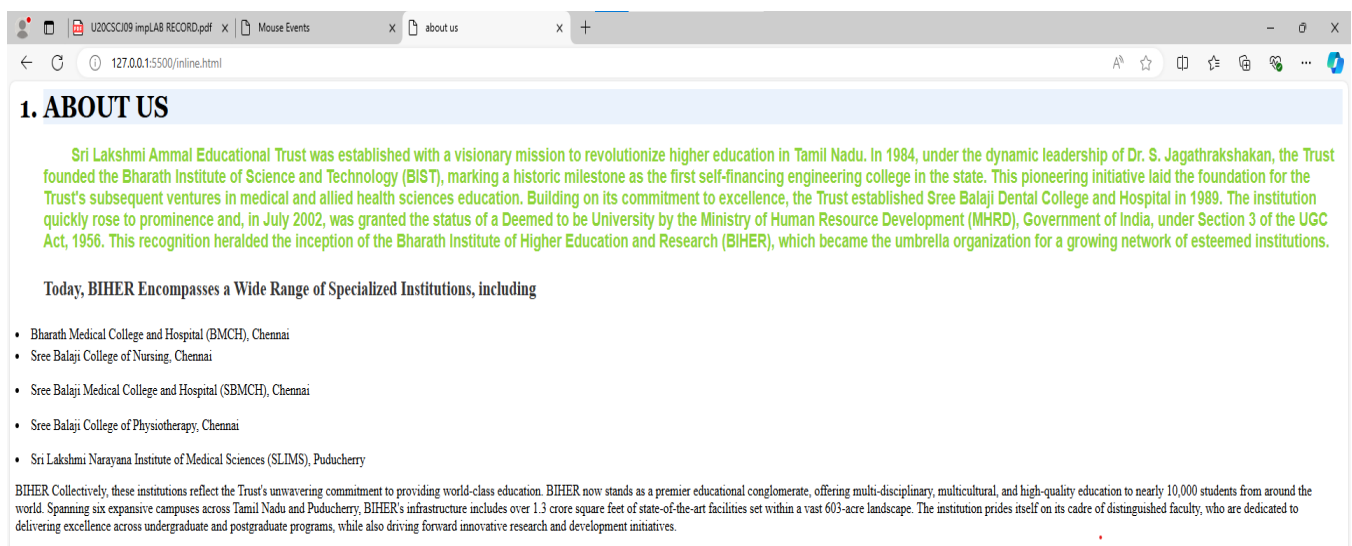 U20CSCJ09 impLAB RECORD.pdf
Mouse Events
about us
127.0.0.1:5500/inline.html
1. ABOUT US
Sri Lakshmi Ammal Educational Trust was established with a visionary mission to revolutionize higher education in Tamil Nadu. In 1984, under the dynamic leadership of Dr. S. Jagathrakshakan, the Trust
founded the Bharath Institute of Science and Technology (BIST), marking a historic milestone as the first self-financing engineering college in the state. This pioneering initiative laid the foundation for the
Trust's subsequent ventures in medical and allied health sciences education. Building on its commitment to excellence, the Trust established Sree Balaji Dental College and Hospital in 1989. The institution
quickly rose to prominence and, in July 2002, was granted the status of a Deemed to be University by the Ministry of Human Resource Development (MHRD), Government of India, under Section 3 of the UGC
Act, 1956. This recognition heralded the inception of the Bharath Institute of Higher Education and Research (BIHER), which became the umbrella organization for a growing network of esteemed institutions.
Today, BIHER Encompasses a Wide Range of Specialized Institutions, including
• Bharath Medical College and Hospital (BMCH), Chennai
• Sree Balaji College of Nursing, Chennai
• Sree Balaji Medical College and Hospital (SBMCH), Chennai
• Sree Balaji College of Physiotherapy, Chennai
• Sri Lakshmi Narayana Institute of Medical Sciences (SLIMS), Puducherry
BIHER Collectively, these institutions reflect the Trust's unwavering commitment to providing world-class education. BIHER now stands as a premier educational conglomerate, offering multi-disciplinary, multicultural, and high-quality education to nearly 10,000 students from around the
world. Spanning six expansive campuses across Tamil Nadu and Puducherry, BIHER's infrastructure includes over 1.3 crore square feet of state-of-the-art facilities set within a vast 603-acre landscape. The institution prides itself on its cadre of distinguished faculty, who are dedicated to
delivering excellence across undergraduate and postgraduate programs, while also driving forward innovative research and development initiatives.